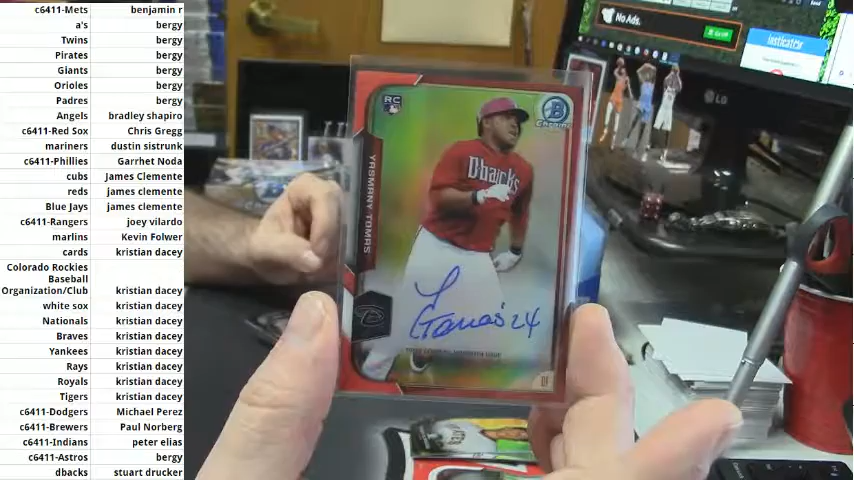 c6411-Mets benjamin r
a's bergy
Twins bergy
Pirates bergy
Giants bergy
Orioles bergy
Padres bergy
Angels bradley shapiro
c6411-Red Sox Chris Gregg
mariners dustin sistrunk
c6411-Phillies Garrhet Noda
cubs James Clemente
reds james clemente
Blue Jays james clemente
c6411-Rangers joey vilardo
marlins Kevin Folwer
cards kristian dacey
Colorado Rockies
Baseball
Organization/Club kristian dacey
white sox kristian dacey
Nationals kristian dacey
Braves kristian dacey
Yankees kristian dacey
Rays kristian dacey
Royals kristian dacey
Tigers kristian dacey
c6411-Dodgers Michael Perez
c6411-Brewers Paul Norberg
c6411-Indians peter elias
c6411-Astros bergy
dbacks stuart drucker
RC
B
Chrome
YASMANY TOMAS
Dbacks
Y Tomas 24
No Ads.
LG